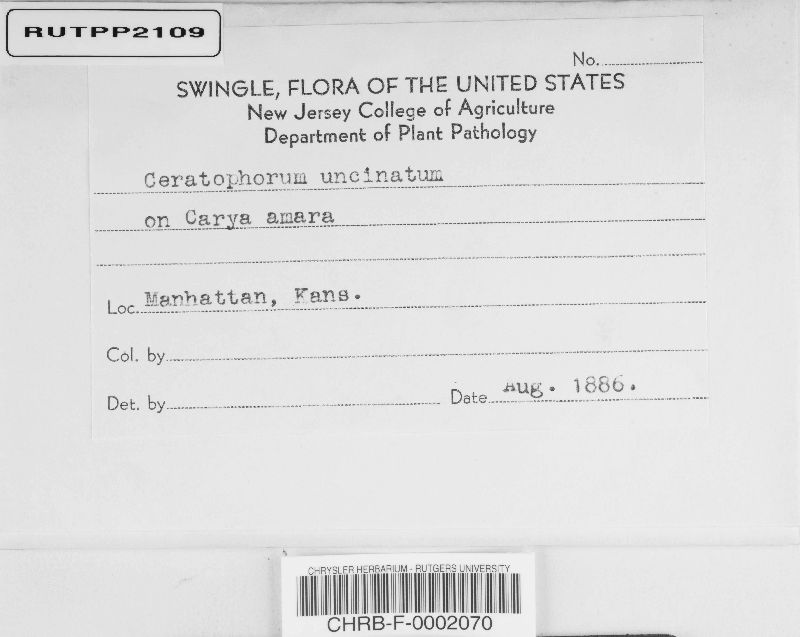 RUTPP2109
No.
SWINGLE, FLORA OF THE UNITED STATES
New Jersey College of Agriculture
Department of Plant Pathology
Ceratophorum uncinatum
on Carya amara
Loc. Manhattan, Kans.
Col. by
Det. by
Date Aug. 1886.
CHRYSLER HERBARIUM - RUTGERS UNIVERSITY
CHRB-F-0002070